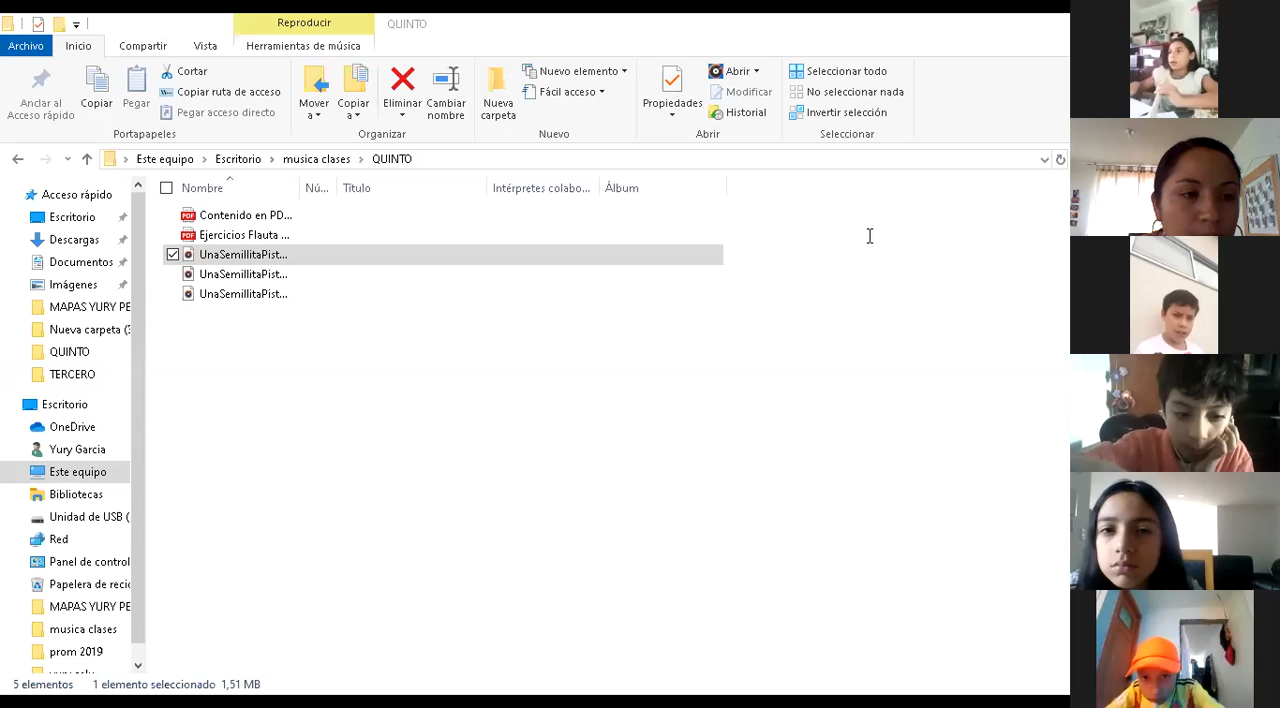 Reproducir
QUINTO
Archivo
Inicio
Compartir
Vista
Herramientas de música
Anclar al
Acceso rápido
Copiar
Pegar
Cortar
Copiar ruta de acceso
Pegar acceso directo
Portapapeles
Mover
a
Copiar
a
Eliminar
Cambiar
nombre
Organizar
Nueva
carpeta
Nuevo elemento
Fácil acceso
Nuevo
Propiedades
Abrir
Modificar
Historial
Abrir
Seleccionar todo
No seleccionar nada
Invertir selección
Seleccionar
Este equipo
Escritorio
musica clases
QUINTO
Nombre
Nú...
Título
Intérpretes colabo...
Álbum
Contenido en PD...
Ejercicios Flauta ...
UnaSemillitaPist...
UnaSemillitaPist...
UnaSemillitaPist...
Acceso rápido
Escritorio
Descargas
Documentos
Imágenes
MAPAS YURY PE
Nueva carpeta (3
QUINTO
TERCERO
Escritorio
OneDrive
Yury Garcia
Este equipo
Bibliotecas
Unidad de USB (
Red
Panel de control
Papelera de reci
MAPAS YURY PE
musica clases
prom 2019
5 elementos
1 elemento seleccionado 1,51 MB